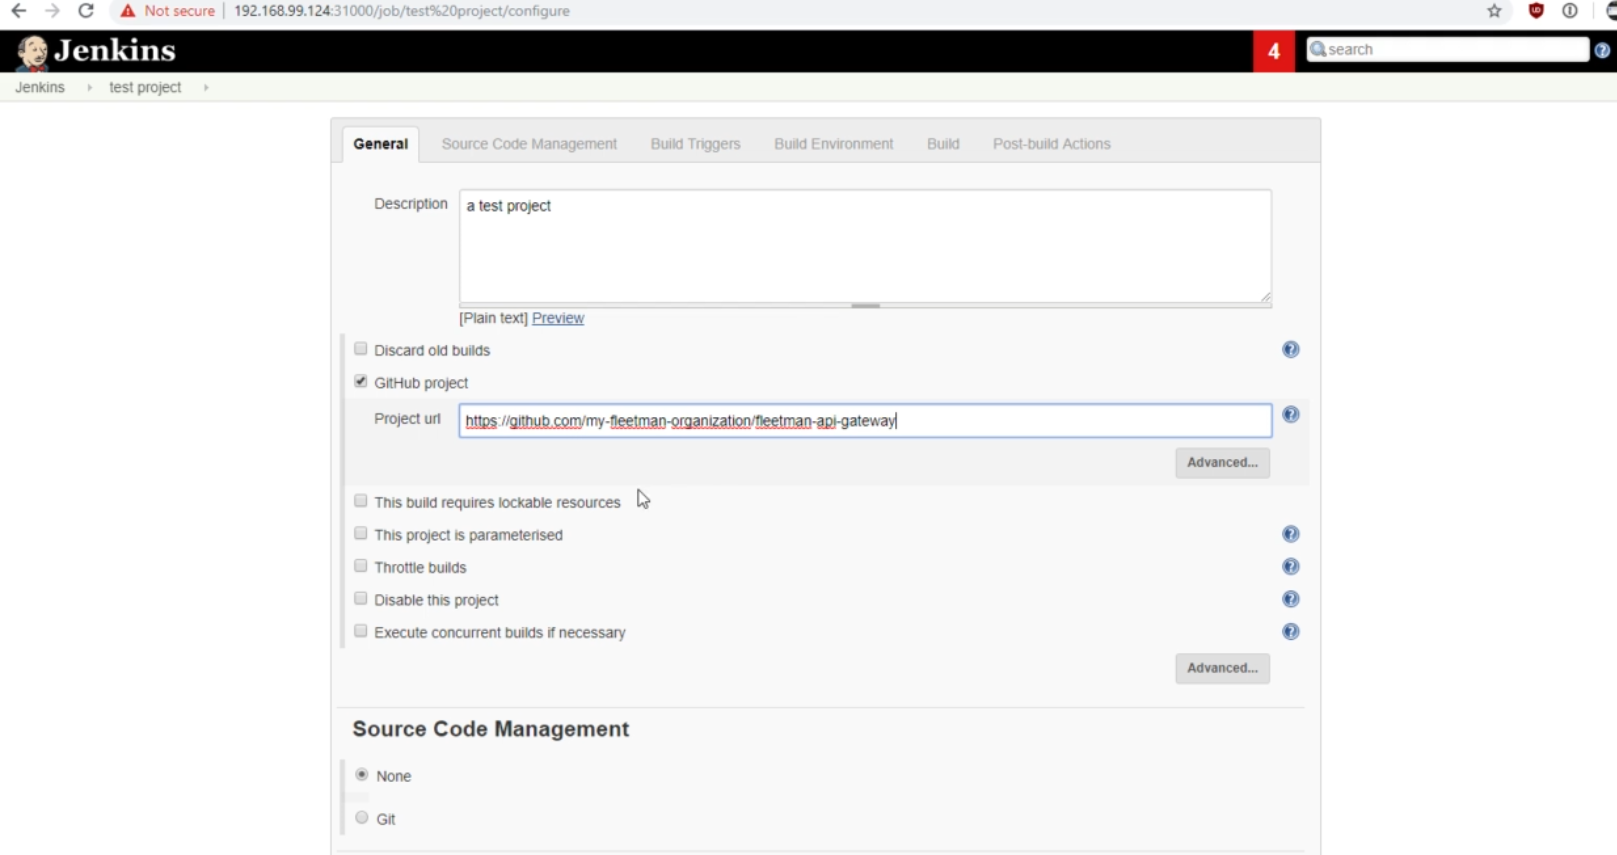 Not secure | 192.168.99.124:31000/job/test%20project/configure
Jenkins
4
search
Jenkins
test project
General
Source Code Management
Build Triggers
Build Environment
Build
Post-build Actions
Description
a test project
[Plain text] Preview
Discard old builds
GitHub project
Project url
https://github.com/my-fleetman-organization/fleetman-api-gateway
Advanced...
This build requires lockable resources
This project is parameterised
Throttle builds
Disable this project
Execute concurrent builds if necessary
Advanced...
Source Code Management
None
Git